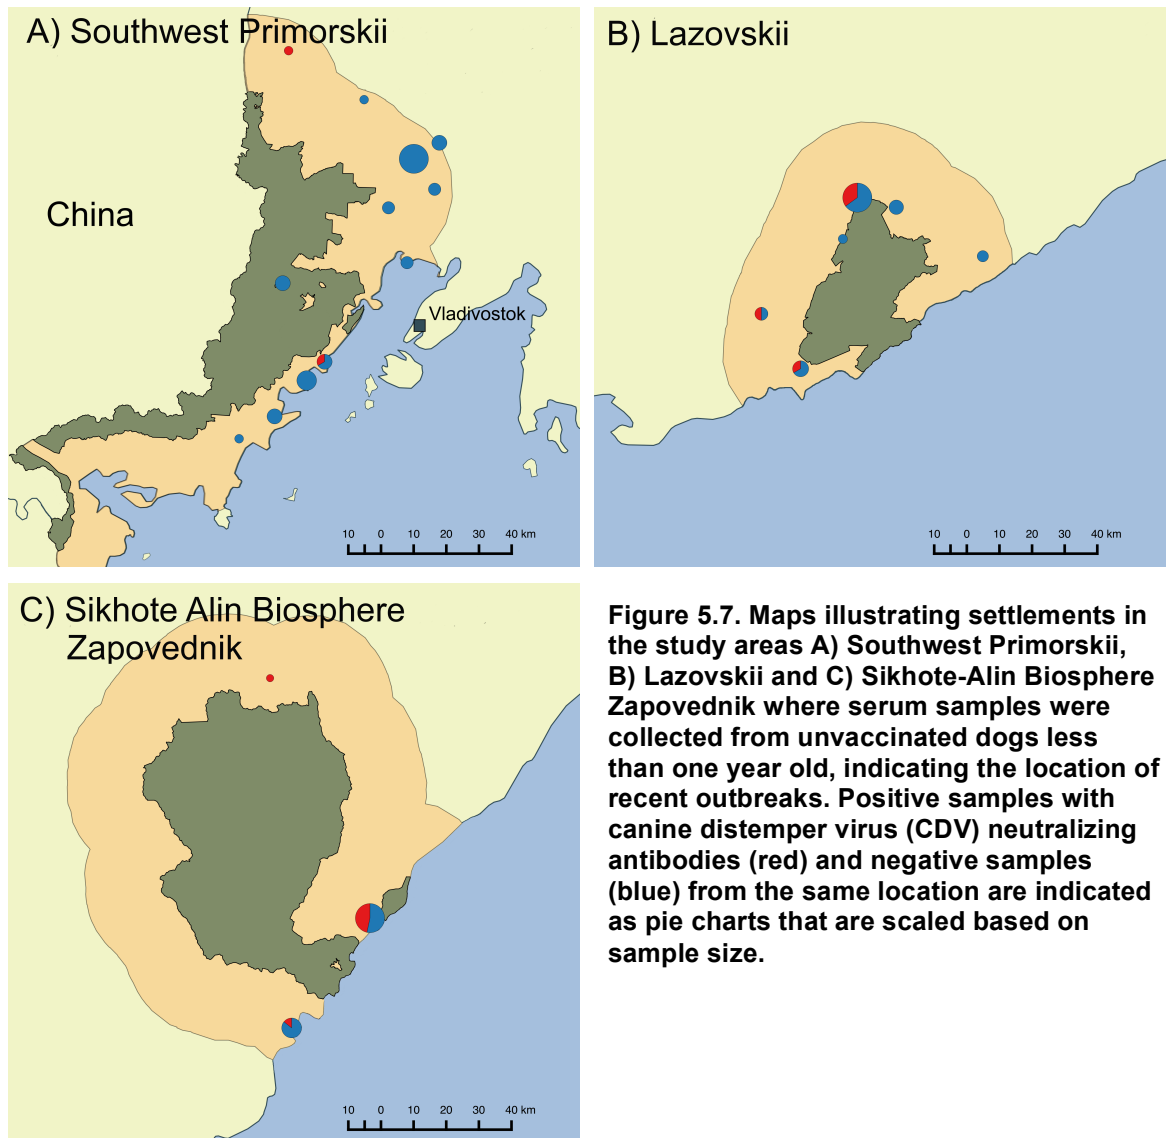 A) Southwest Primorskii
China
Vladivostok
10 0 10 20 30 40 km
B) Lazovskii
10 0 10 20 30 40 km
C) Sikhote Alin Biosphere
Zapovednik
10 0 10 20 30 40 km
Figure 5.7. Maps illustrating settlements in
the study areas A) Southwest Primorskii,
B) Lazovskii and C) Sikhote-Alin Biosphere
Zapovednik where serum samples were
collected from unvaccinated dogs less
than one year old, indicating the location of
recent outbreaks. Positive samples with
canine distemper virus (CDV) neutralizing
antibodies (red) and negative samples
(blue) from the same location are indicated
as pie charts that are scaled based on
sample size.